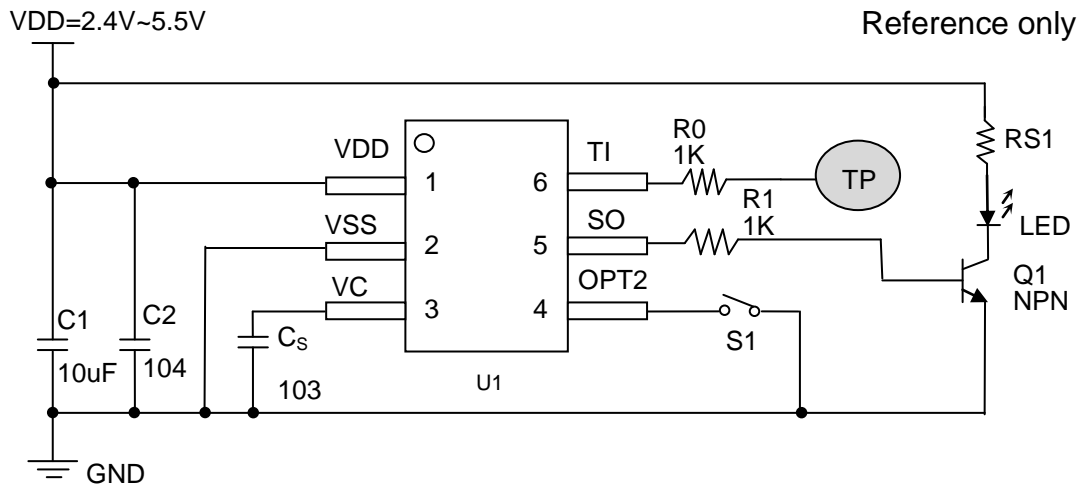 VDD=2.4V~5.5V
Reference only
VDD
1
VSS
2
VC
3
TI
6
SO
5
OPT2
4
R0
1K
TP
R1
1K
RS1
LED
Q1
NPN
C1
10uF
C2
104
Cs
103
S1
U1
GND